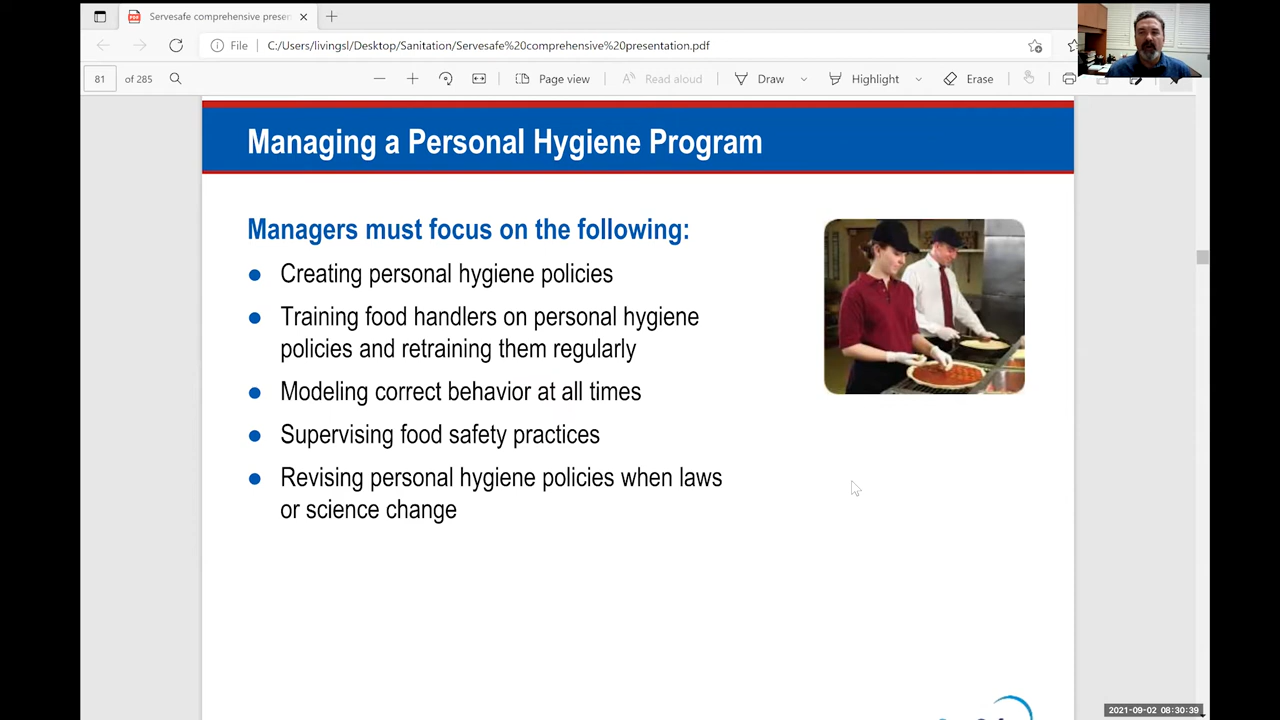 Servesafe comprehensive presen
File
C:/Users/livingsl/Desktop/Sanitation/Servesafe%20comprehensive%20presentation.pdf
81 of 285
Page view
Read aloud
Draw
Highlight
Erase
Managing a Personal Hygiene Program
Managers must focus on the following:
Creating personal hygiene policies
Training food handlers on personal hygiene
policies and retraining them regularly
Modeling correct behavior at all times
Supervising food safety practices
Revising personal hygiene policies when laws
or science change
2021-09-02 08:30:39